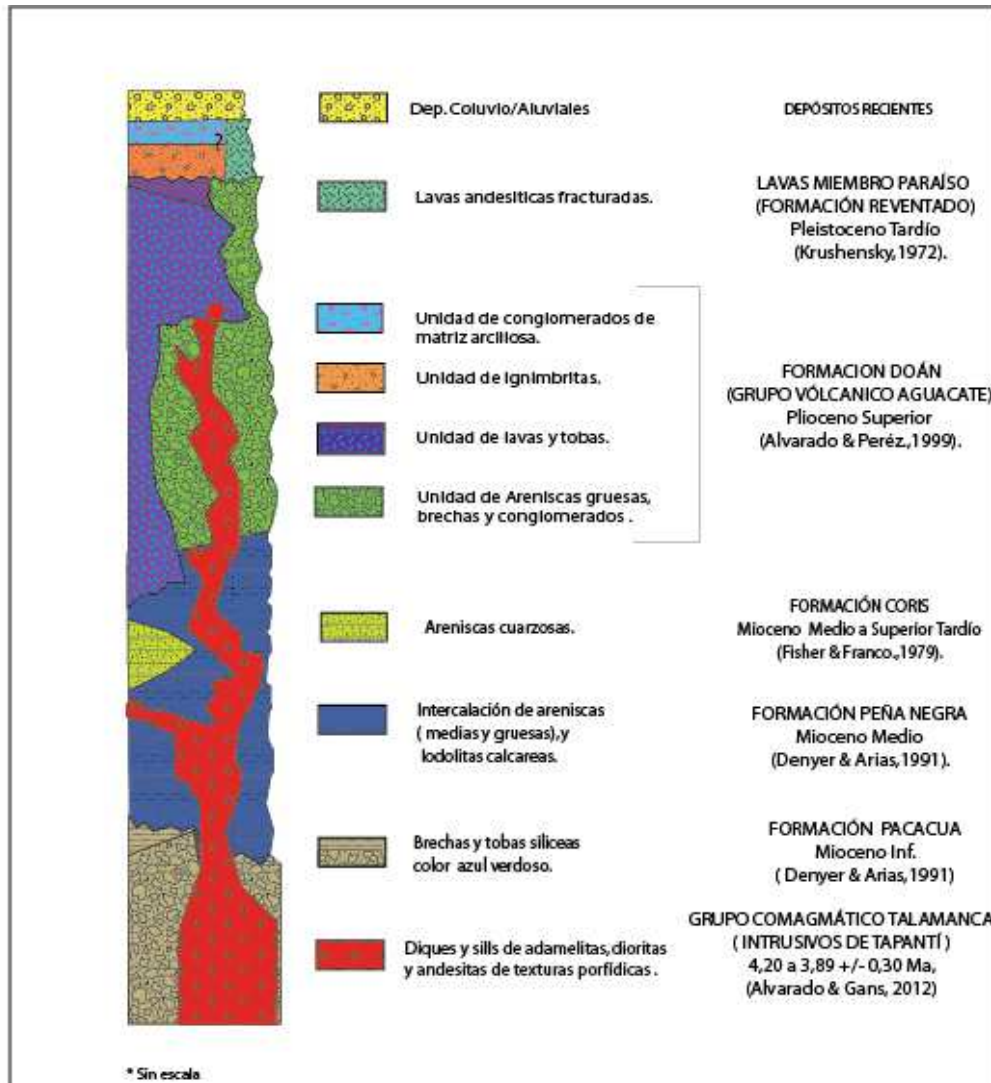 Dep. Coluvio/Aluviales
DEPÓSITOS RECIENTES
?
Lavas andesiticas fracturadas.
LAVAS MIEMBRO PARAÍSO
(FORMACIÓN REVENTADO)
Pleistoceno Tardío
(Krushensky,1972).
Unidad de conglomerados de
matriz arcillosa.
Unidad de Ignimbritas.
Unidad de lavas y tobas.
Unidad de Areniscas gruesas,
brechas y conglomerados .
FORMACION DOÁN
(GRUPO VÓLCANICO AGUACATE)
Plioceno Superior
(Alvarado & Peréz.,1999).
Areniscas cuarzosas.
FORMACIÓN CORIS
Mioceno Medio a Superior Tardío
(Fisher & Franco.,1979).
Intercalación de areniscas
( medias y gruesas),y
lodolitas calcareas.
FORMACIÓN PEÑA NEGRA
Mioceno Medio
(Denyer & Arias,1991).
Brechas y tobas siliceas
color azul verdoso.
FORMACIÓN PACACUA
Mioceno Inf.
( Denyer & Arias,1991)
Diques y sills de adamelitas,dioritas
y andesitas de texturas porfídicas .
GRUPO COMAGMÁTICO TALAMANCA
( INTRUSIVOS DE TAPANTÍ )
4,20 a 3,89 +/- 0,30 Ma,
(Alvarado & Gans, 2012)
* Sin escala